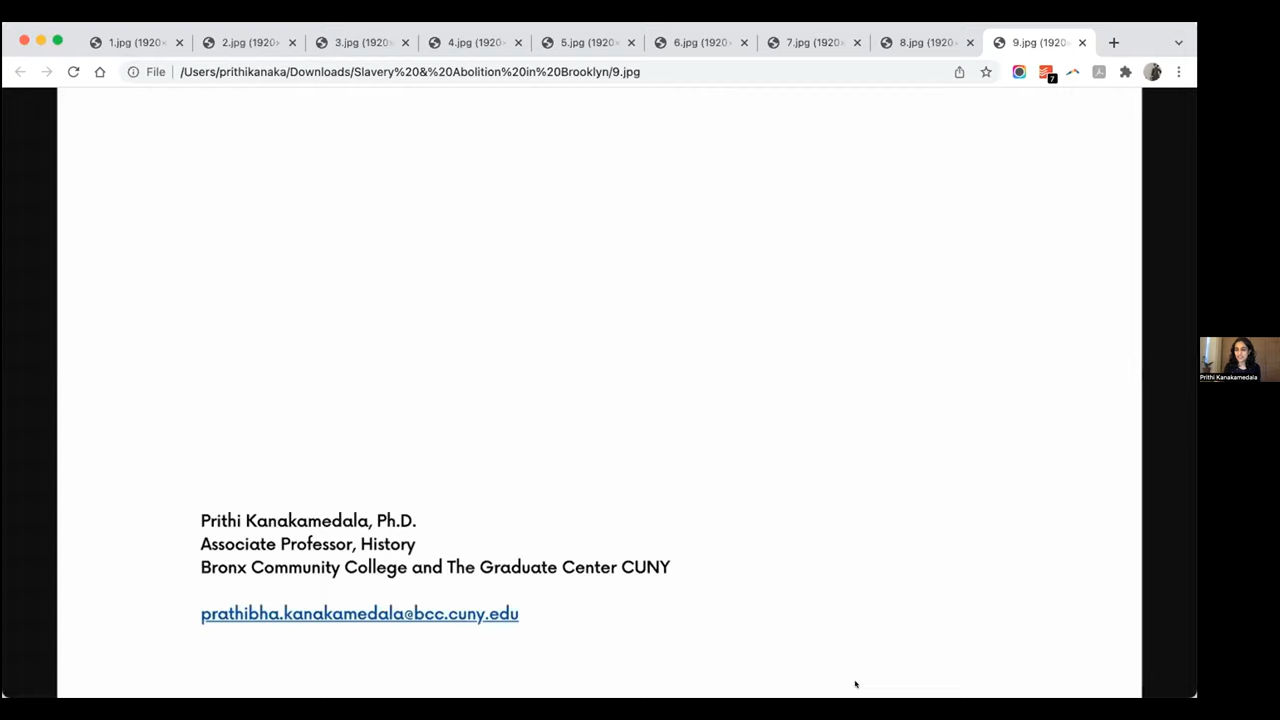 1.jpg (1920×
2.jpg (1920×
3.jpg (1920×
4.jpg (1920×
5.jpg (1920×
6.jpg (1920×
7.jpg (1920×
8.jpg (1920×
9.jpg (1920×
File
/Users/prithikanaka/Downloads/Slavery%20&%20Abolition%20in%20Brooklyn/9.jpg
7
Prithi Kanakamedala
Prithi Kanakamedala, Ph.D.
Associate Professor, History
Bronx Community College and The Graduate Center CUNY
prathibha.kanakamedala@bcc.cuny.edu